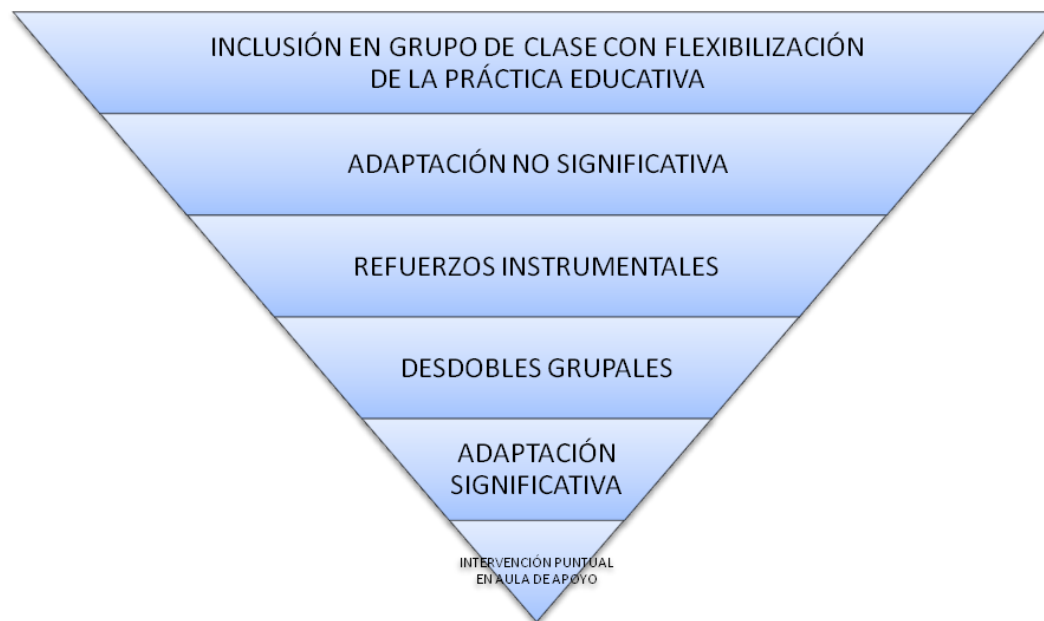 INCLUSIÓN EN GRUPO DE CLASE CON FLEXIBILIZACIÓN
DE LA PRÁCTICA EDUCATIVA
ADAPTACIÓN NO SIGNIFICATIVA
REFUERZOS INSTRUMENTALES
DESDOBLES GRUPALES
ADAPTACIÓN
SIGNIFICATIVA
INTERVENCIÓN PUNTUAL
EN AULA DE APOYO